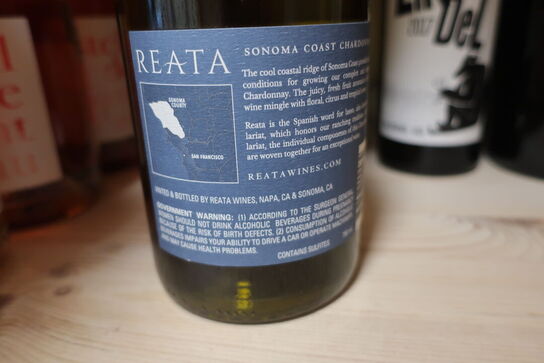 REATA
SONOMA COAST
The cool coastal ridge of Sonoma Coast
conditions for growing our complex
Chardonnay. The juicy, fresh fruit
wine mingle with floral, citrus and tropical
Reata is the Spanish word for
lariat, which honors our ranching
lariat, the individual components of
are woven together for an exceptional
REATAWINES.COM
SONOMA
COUNTY
SAN FRANCISCO
VINTED & BOTTLED BY REATA WINES, NAPA, CA & SONOMA, CA
GOVERNMENT WARNING: (1) ACCORDING TO THE SURGEON GENERAL,
WOMEN SHOULD NOT DRINK ALCOHOLIC BEVERAGES DURING PREGNANCY
BECAUSE OF THE RISK OF BIRTH DEFECTS. (2) CONSUMPTION OF ALCOHOLIC
BEVERAGES IMPAIRS YOUR ABILITY TO DRIVE A CAR OR OPERATE
AND MAY CAUSE HEALTH PROBLEMS.
CONTAINS SULFITES
2017
DeL